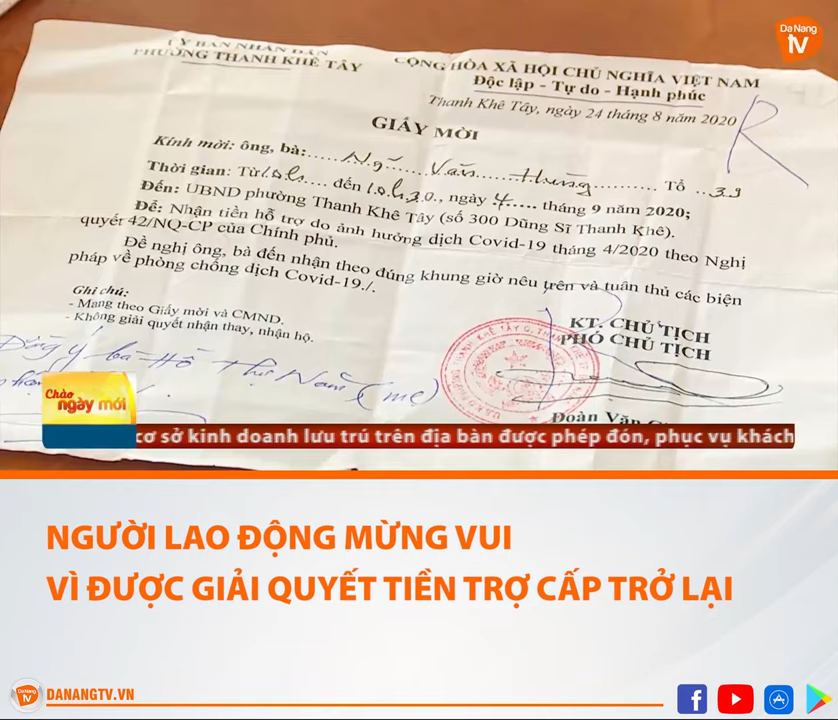 Da Nang
TV
ỦY BAN NHÂN DÂN
PHƯỜNG THANH KHÊ TÂY
CỘNG HÒA XÃ HỘI CHỦ NGHĨA VIỆT NAM
Độc lập - Tự do - Hạnh phúc
Thanh Khê Tây, ngày 24 tháng 8 năm 2020
R
GIẤY MỜI
Kính mời: ông, bà:......Ngô....Văn....Hùng............ Tổ ..39
Thời gian: Từ 10h.... đến 10h30., ngày 4..... tháng 9 năm 2020;
Đến: UBND phường Thanh Khê Tây (số 300 Dũng Sĩ Thanh Khê).
Để: Nhận tiền hỗ trợ do ảnh hưởng dịch Covid-19 tháng 4/2020 theo Nghị
quyết 42/NQ-CP của Chính phủ.
Đề nghị ông, bà đến nhận theo đúng khung giờ nêu trên và tuân thủ các biện
pháp về phòng chống dịch Covid-19./.
Ghi chú:
- Mang theo Giấy mời và CMND.
- Không giải quyết nhận thay, nhận hộ.
KT. CHỦ TỊCH
PHÓ CHỦ TỊCH
Đồng ý bà Hồ Thị Năm (mẹ)
Đoàn Văn
Chào
ngày mới
cơ sở kinh doanh lưu trú trên địa bàn được phép đón, phục vụ khách
NGƯỜI LAO ĐỘNG MỪNG VUI
VÌ ĐƯỢC GIẢI QUYẾT TIỀN TRỢ CẤP TRỞ LẠI
Da Nang
TV
DANANGTV.VN